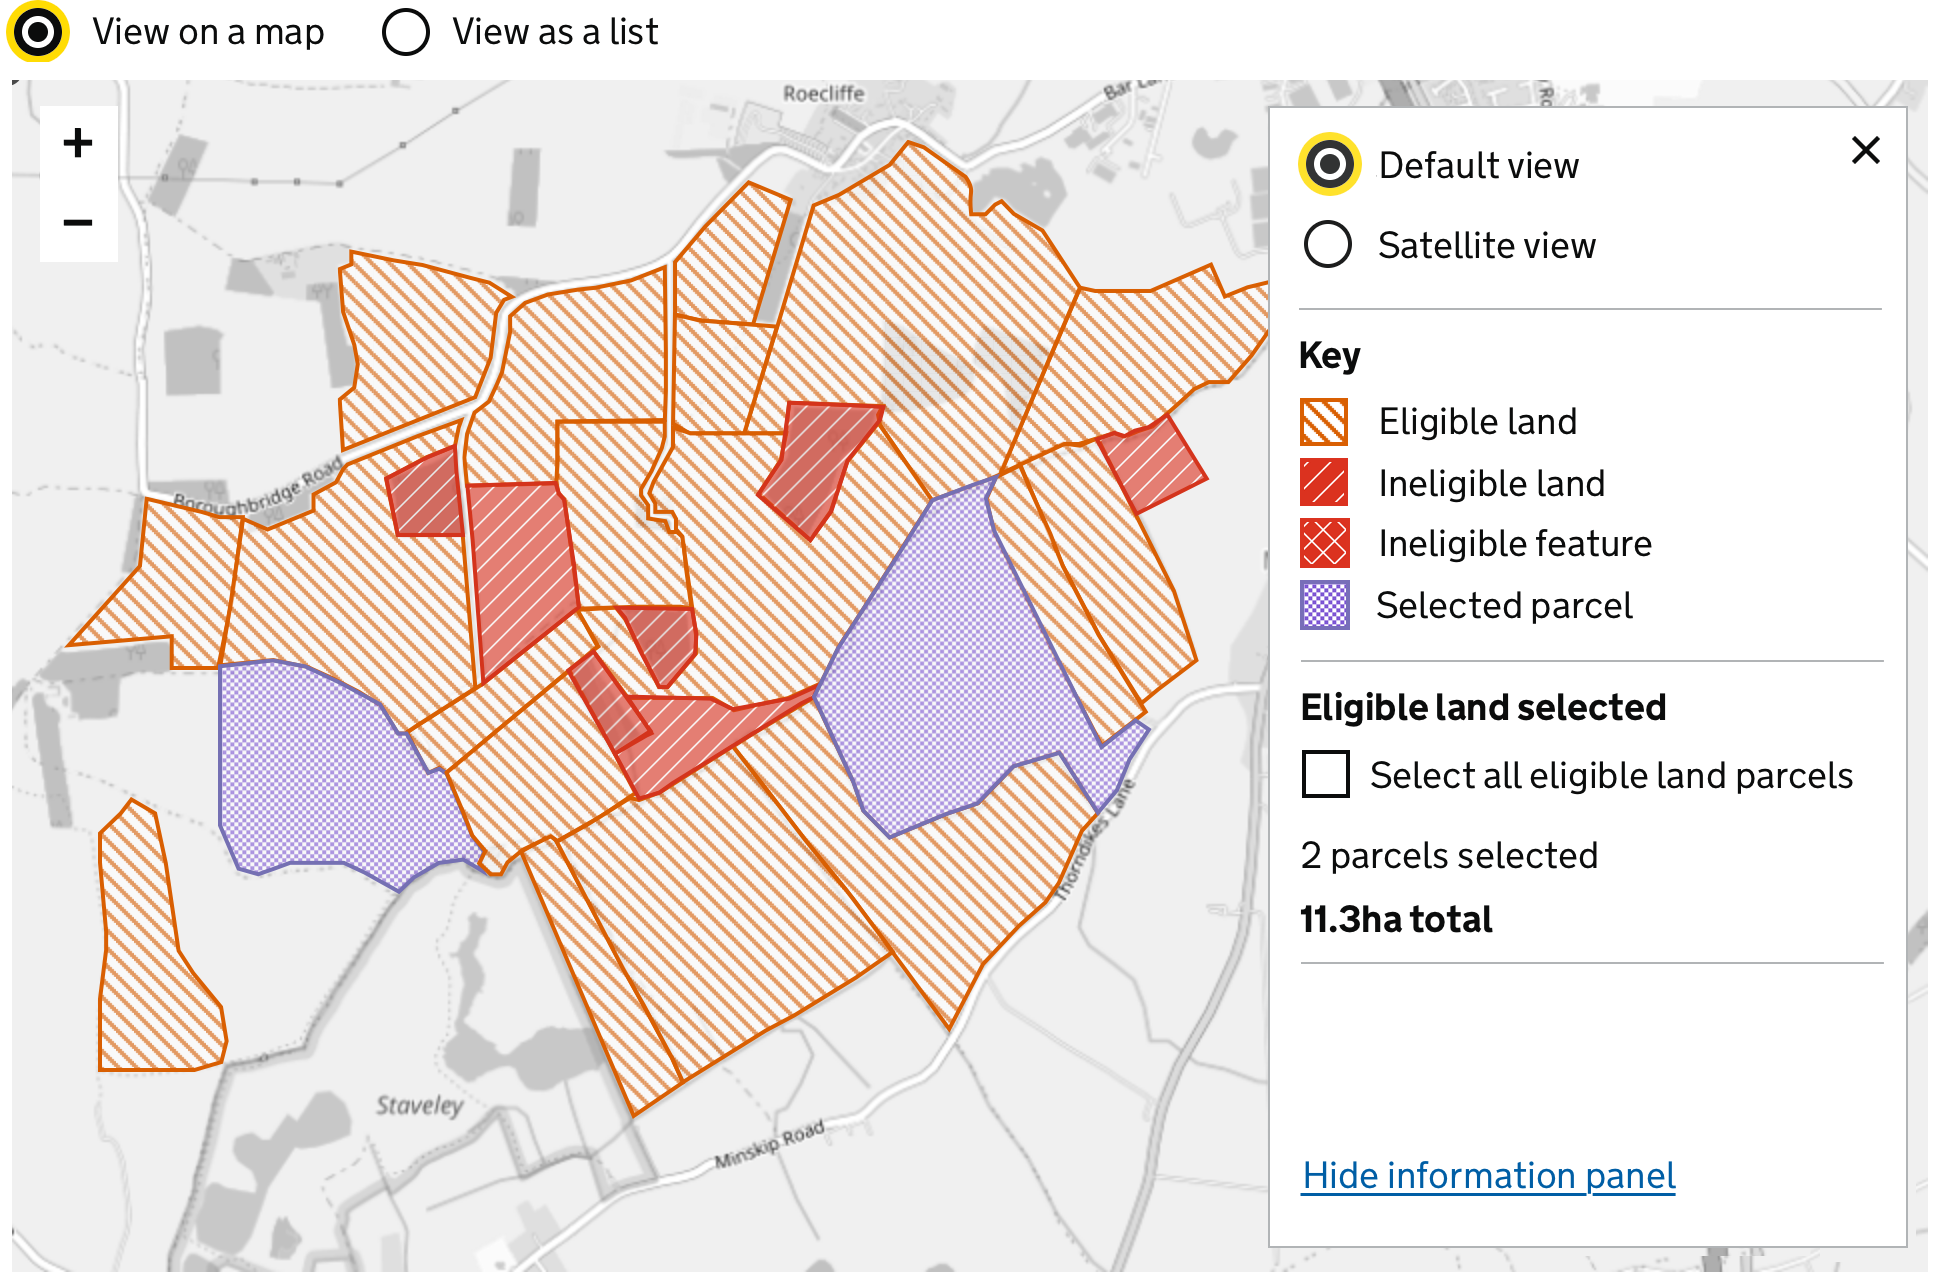 View on a map
View as a list
Roecliffe
Bar La
+
−
Boroughbridge Road
Thorndikes Lane
Staveley
Minskip Road
Default view
Satellite view
Key
Eligible land
Ineligible land
Ineligible feature
Selected parcel
Eligible land selected
Select all eligible land parcels
2 parcels selected
11.3ha total
Hide information panel